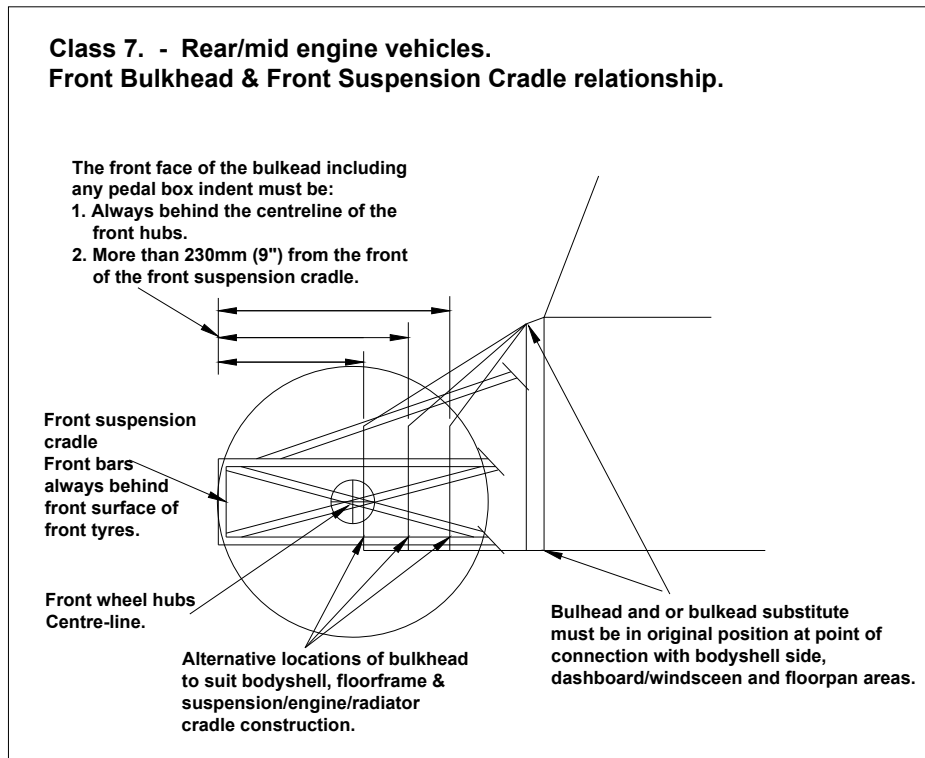 Class 7.  - Rear/mid engine vehicles.
Front Bulkhead & Front Suspension Cradle relationship.
The front face of the bulkead including
any pedal box indent must be:
1. Always behind the centreline of the
front hubs.
2. More than 230mm (9") from the front
of the front suspension cradle.
Front suspension
cradle
Front bars
always behind
front surface of
front tyres.
Front wheel hubs
Centre-line.
Alternative locations of bulkhead
to suit bodyshell, floorframe &
suspension/engine/radiator
cradle construction.
Bulhead and or bulkead substitute
must be in original position at point of
connection with bodyshell side,
dashboard/windsceen and floorpan areas.